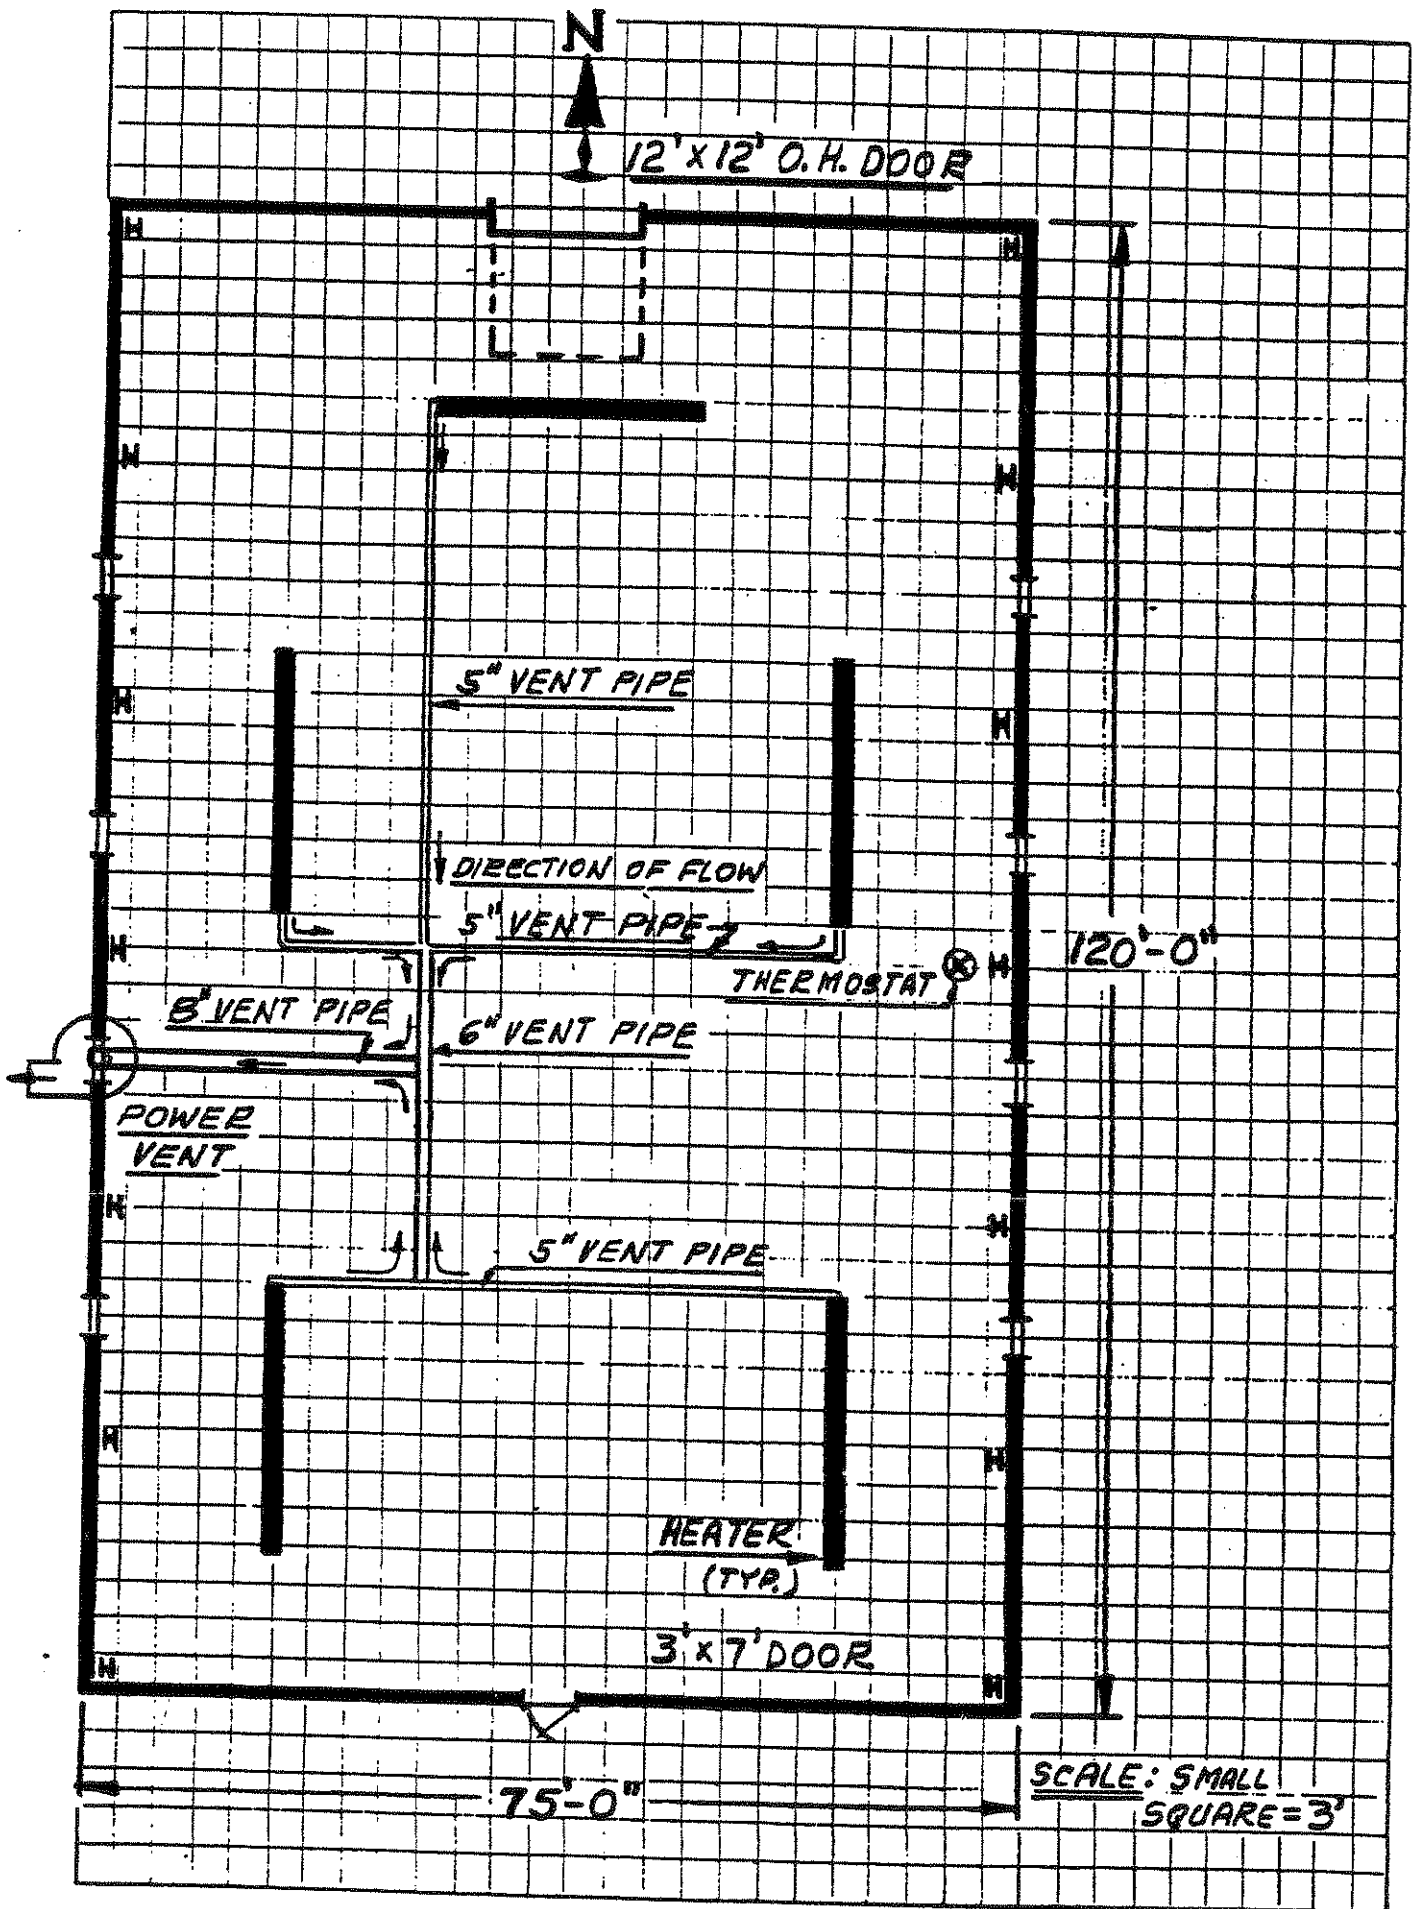 N
12' X 12' O.H. DOOR
H
H
H
H
5" VENT PIPE
H
H
DIRECTION OF FLOW
5" VENT PIPE
H
H
120'-0"
THERMOSTAT
8" VENT PIPE
6" VENT PIPE
POWER
VENT
H
H
5" VENT PIPE
H
H
HEATER
(TYP.)
3' X 7' DOOR
H
H
75'-0"
SCALE: SMALL
SQUARE = 3'